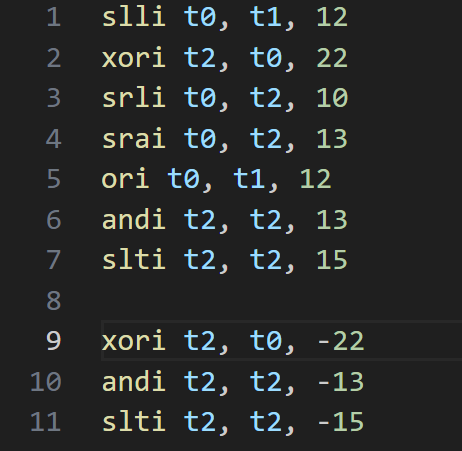 1 slli t0, t1, 12
2 xori t2, t0, 22
3 srli t0, t2, 10
4 srai t0, t2, 13
5 ori t0, t1, 12
6 andi t2, t2, 13
7 slti t2, t2, 15
8
9 xori t2, t0, -22
10 andi t2, t2, -13
11 slti t2, t2, -15